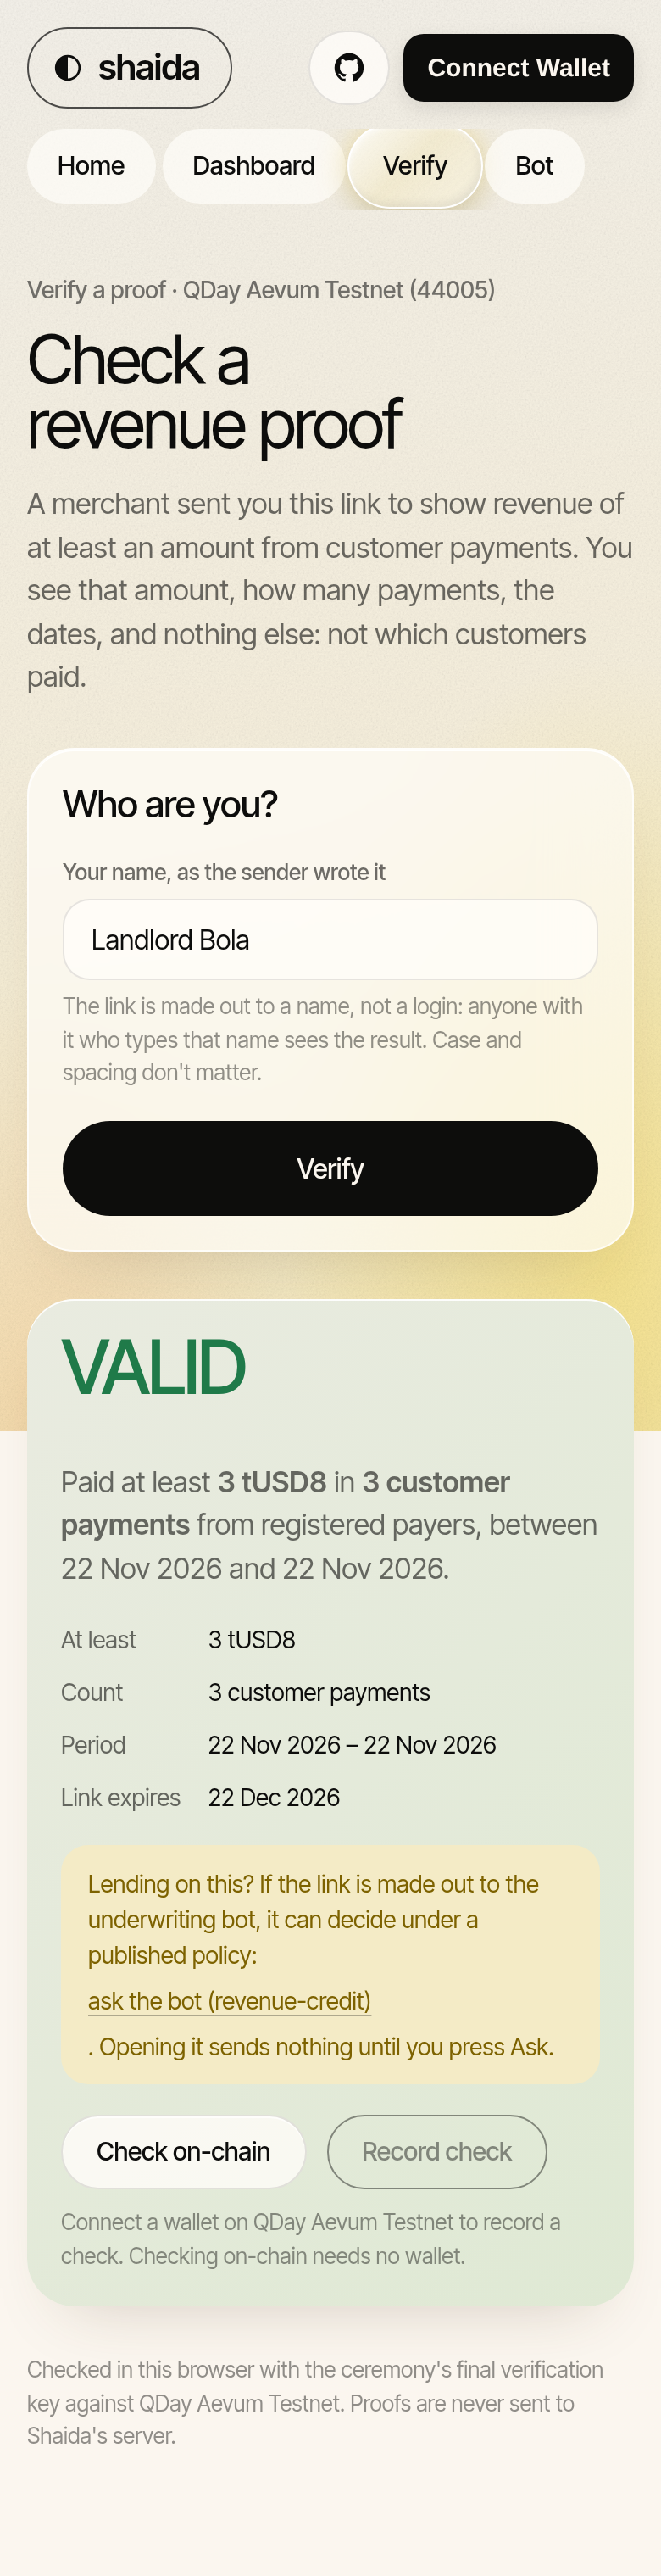 shaida
Connect Wallet
Home
Dashboard
Verify
Bot
Verify a proof · QDay Aevum Testnet (44005)
Check a
revenue proof
A merchant sent you this link to show revenue of
at least an amount from customer payments. You
see that amount, how many payments, the
dates, and nothing else: not which customers
paid.
Who are you?
Your name, as the sender wrote it
Landlord Bola
The link is made out to a name, not a login: anyone with
it who types that name sees the result. Case and
spacing don't matter.
Verify
VALID
Paid at least 3 tUSD8 in 3 customer
payments from registered payers, between
22 Nov 2026 and 22 Nov 2026.
At least 3 tUSD8
Count 3 customer payments
Period 22 Nov 2026 – 22 Nov 2026
Link expires 22 Dec 2026
Lending on this? If the link is made out to the
underwriting bot, it can decide under a
published policy:
ask the bot (revenue-credit)
. Opening it sends nothing until you press Ask.
Check on-chain
Record check
Connect a wallet on QDay Aevum Testnet to record a
check. Checking on-chain needs no wallet.
Checked in this browser with the ceremony's final verification
key against QDay Aevum Testnet. Proofs are never sent to
Shaida's server.